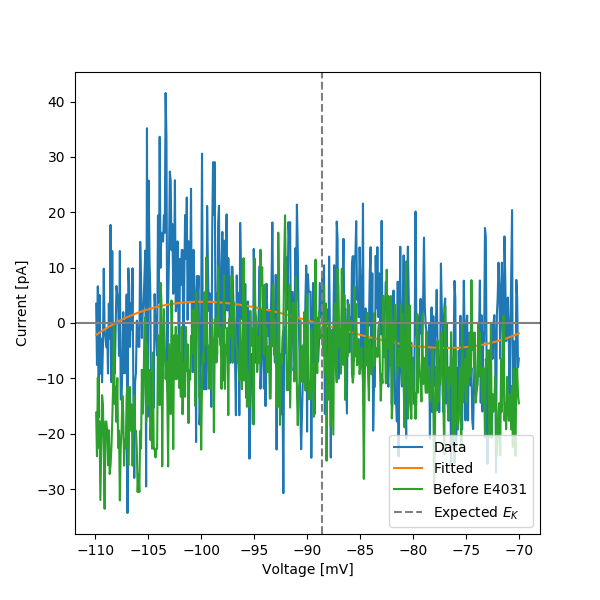 40
30
20
10
0
−10
−20
−30
Current [pA]
−110 −105 −100 −95 −90 −85 −80 −75 −70
Voltage [mV]
Data
Fitted
Before E4031
Expected E_K